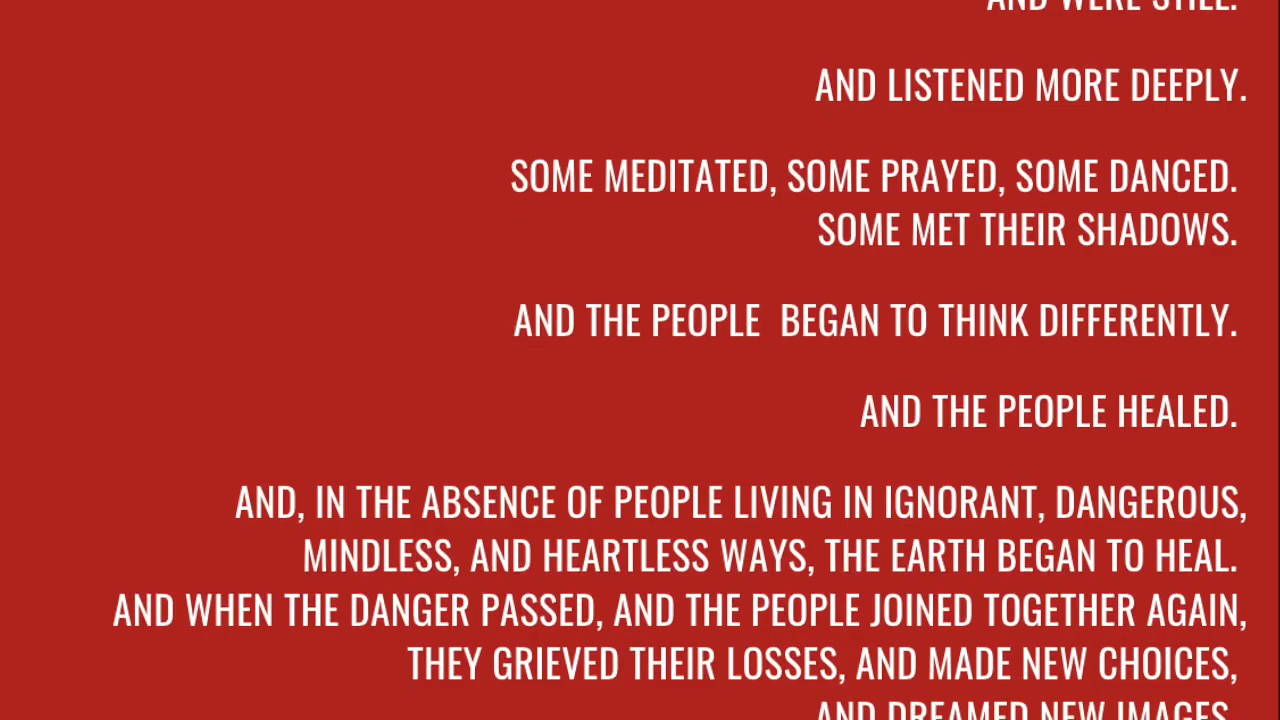 AND WERE STILL.
AND LISTENED MORE DEEPLY.
SOME MEDITATED, SOME PRAYED, SOME DANCED.
SOME MET THEIR SHADOWS.
AND THE PEOPLE  BEGAN TO THINK DIFFERENTLY.
AND THE PEOPLE HEALED.
AND, IN THE ABSENCE OF PEOPLE LIVING IN IGNORANT, DANGEROUS,
MINDLESS, AND HEARTLESS WAYS, THE EARTH BEGAN TO HEAL.
AND WHEN THE DANGER PASSED, AND THE PEOPLE JOINED TOGETHER AGAIN,
THEY GRIEVED THEIR LOSSES, AND MADE NEW CHOICES,
AND DREAMED NEW IMAGES